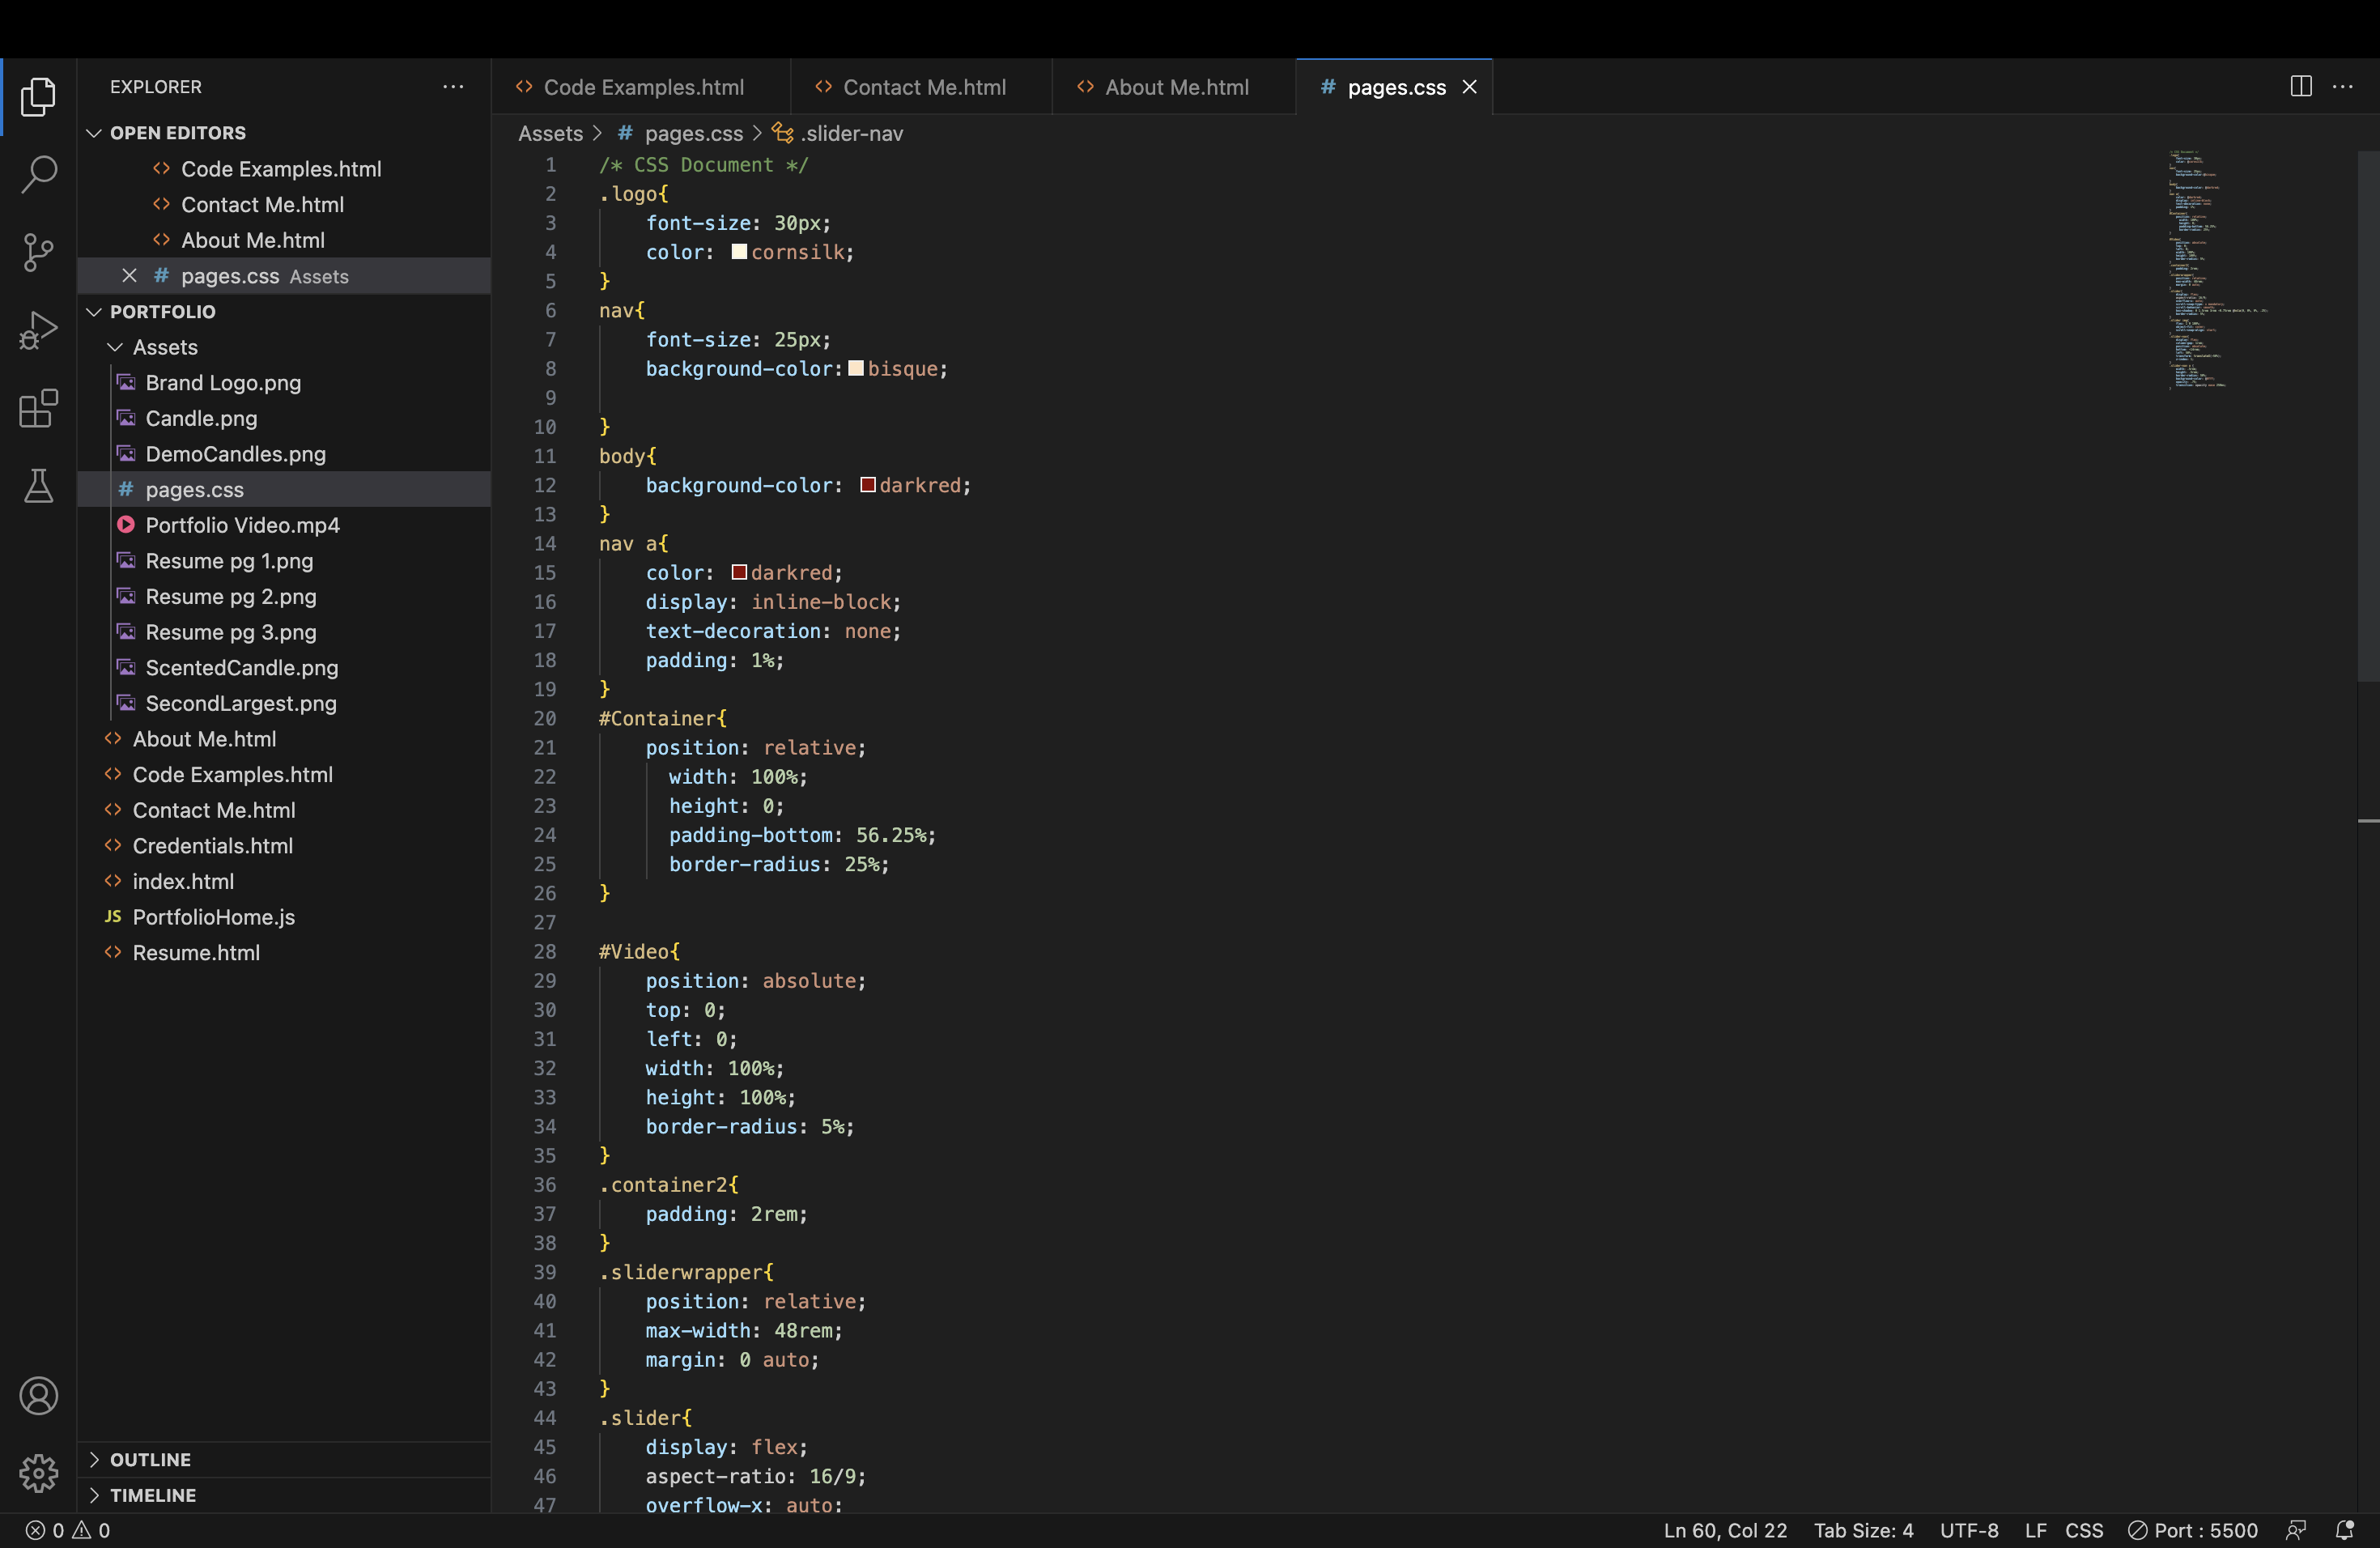 EXPLORER
Code Examples.html
Contact Me.html
About Me.html
# pages.css
OPEN EDITORS
Code Examples.html
Contact Me.html
About Me.html
# pages.css Assets
PORTFOLIO
Assets
Brand Logo.png
Candle.png
DemoCandles.png
# pages.css
Portfolio Video.mp4
Resume pg 1.png
Resume pg 2.png
Resume pg 3.png
ScentedCandle.png
SecondLargest.png
About Me.html
Code Examples.html
Contact Me.html
Credentials.html
index.html
JS PortfolioHome.js
Resume.html
OUTLINE
TIMELINE
Assets > # pages.css > .slider-nav
1 /* CSS Document */
2 .logo{
3 font-size: 30px;
4 color: cornsilk;
5 }
6 nav{
7 font-size: 25px;
8 background-color: bisque;
9
10 }
11 body{
12 background-color: darkred;
13 }
14 nav a{
15 color: darkred;
16 display: inline-block;
17 text-decoration: none;
18 padding: 1%;
19 }
20 #Container{
21 position: relative;
22 width: 100%;
23 height: 0;
24 padding-bottom: 56.25%;
25 border-radius: 25%;
26 }
27
28 #Video{
29 position: absolute;
30 top: 0;
31 left: 0;
32 width: 100%;
33 height: 100%;
34 border-radius: 5%;
35 }
36 .container2{
37 padding: 2rem;
38 }
39 .sliderwrapper{
40 position: relative;
41 max-width: 48rem;
42 margin: 0 auto;
43 }
44 .slider{
45 display: flex;
46 aspect-ratio: 16/9;
47 overflow-x: auto;
0 0
Ln 60, Col 22 Tab Size: 4 UTF-8 LF CSS Port : 5500